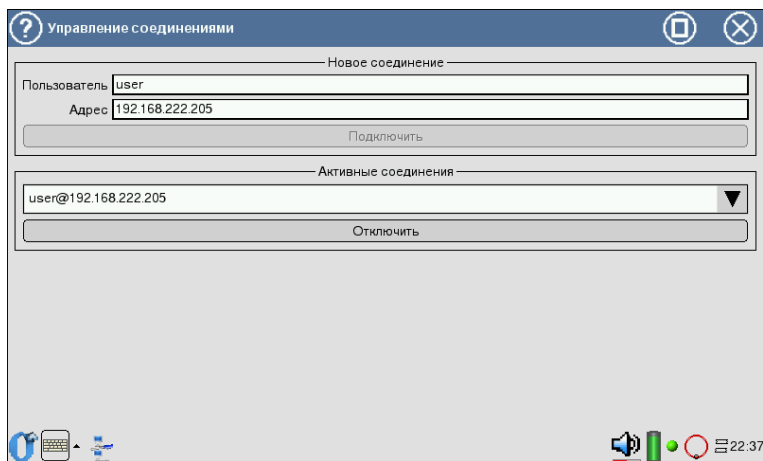 Управление соединениями
Новое соединение
Пользователь user
Адрес 192.168.222.205
Подключить
Активные соединения
user@192.168.222.205
Отключить
22:37